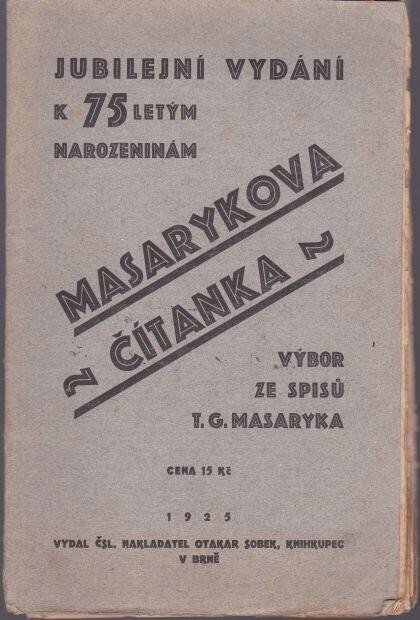 JUBILEJNÍ VYDÁNÍ
K 75 LETÝM
NAROZENINÁM
MASARYKOVA
~ ČÍTANKA ~
VÝBOR
ZE SPISŮ
T. G. MASARYKA
CENA 15 Kč
1925
VYDAL ČSL. NAKLADATEL OTAKAR SOBEK, KNIHKUPEC
V BRNĚ